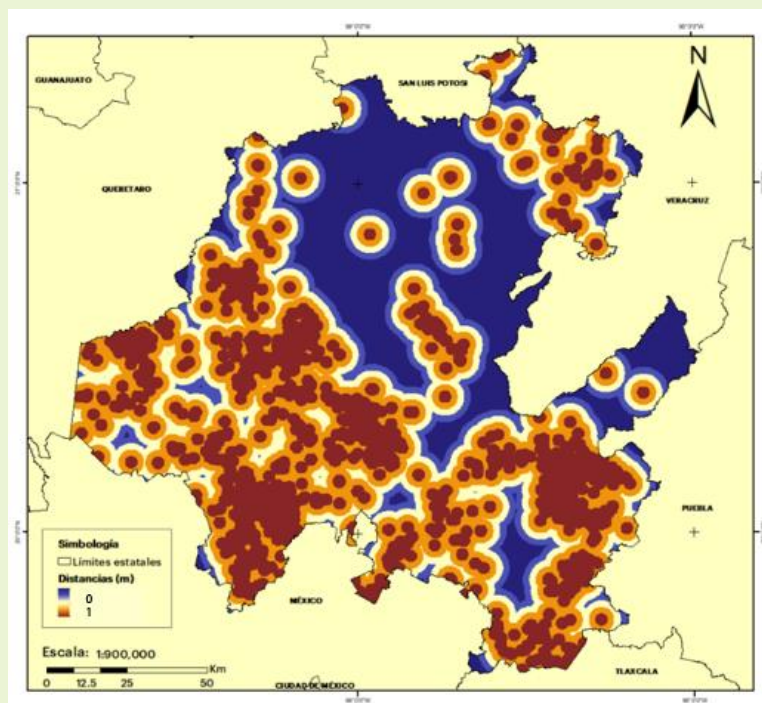 GUANAJUATO
SAN LUIS POTOSI
N
QUERETARO
VERACRUZ
PUEBLA
MÉXICO
TLAXCALA
CIUDAD DE MÉXICO
Simbología
Límites estatales
Distancias (m)
0
1
Escala: 1:900,000
Km
0 12.5 25 50